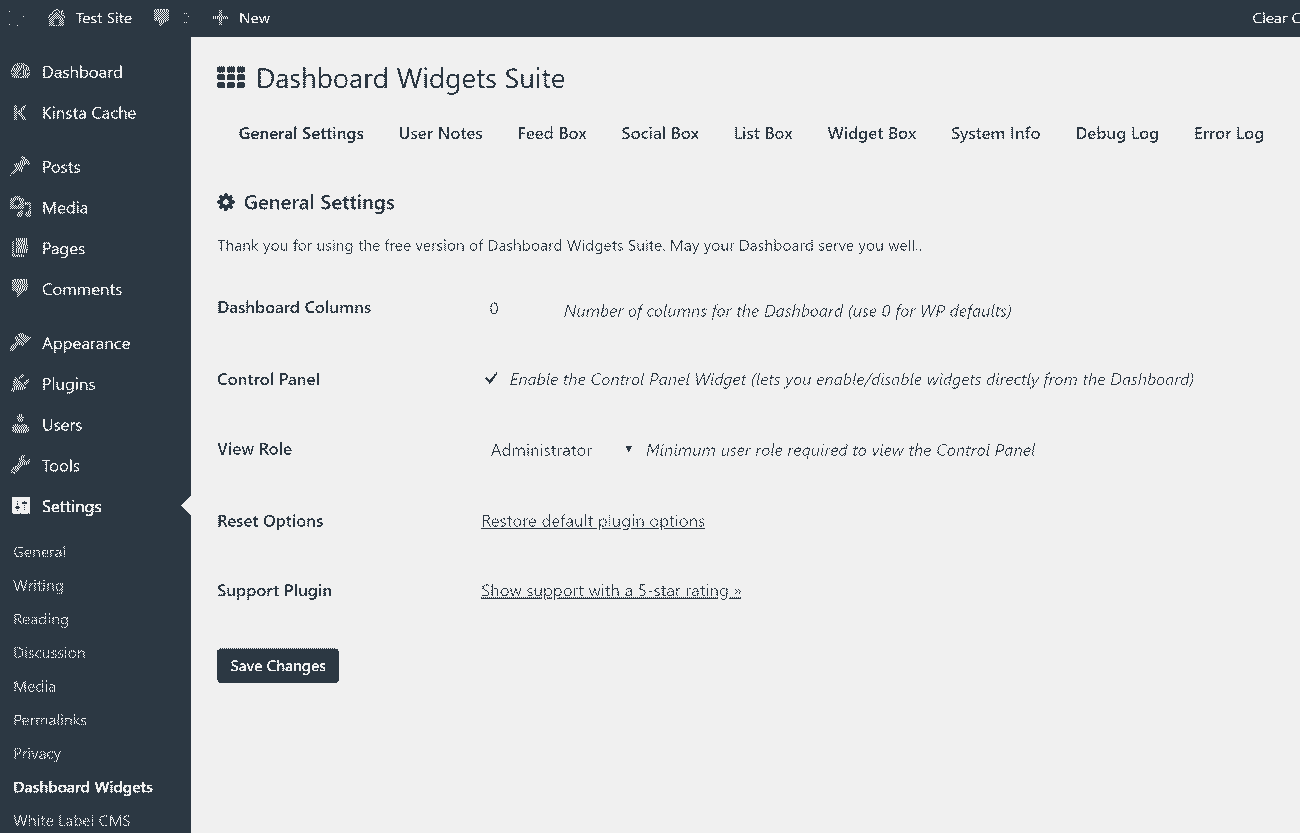 Test Site
New
Clear C
Dashboard
Kinsta Cache
Posts
Media
Pages
Comments
Appearance
Plugins
Users
Tools
Settings
General
Writing
Reading
Discussion
Media
Permalinks
Privacy
Dashboard Widgets
White Label CMS
Dashboard Widgets Suite
General Settings User Notes Feed Box Social Box List Box Widget Box System Info Debug Log Error Log
General Settings
Thank you for using the free version of Dashboard Widgets Suite. May your Dashboard serve you well..
Dashboard Columns 0 Number of columns for the Dashboard (use 0 for WP defaults)
Control Panel Enable the Control Panel Widget (lets you enable/disable widgets directly from the Dashboard)
View Role Administrator Minimum user role required to view the Control Panel
Reset Options Restore default plugin options
Support Plugin Show support with a 5-star rating »
Save Changes